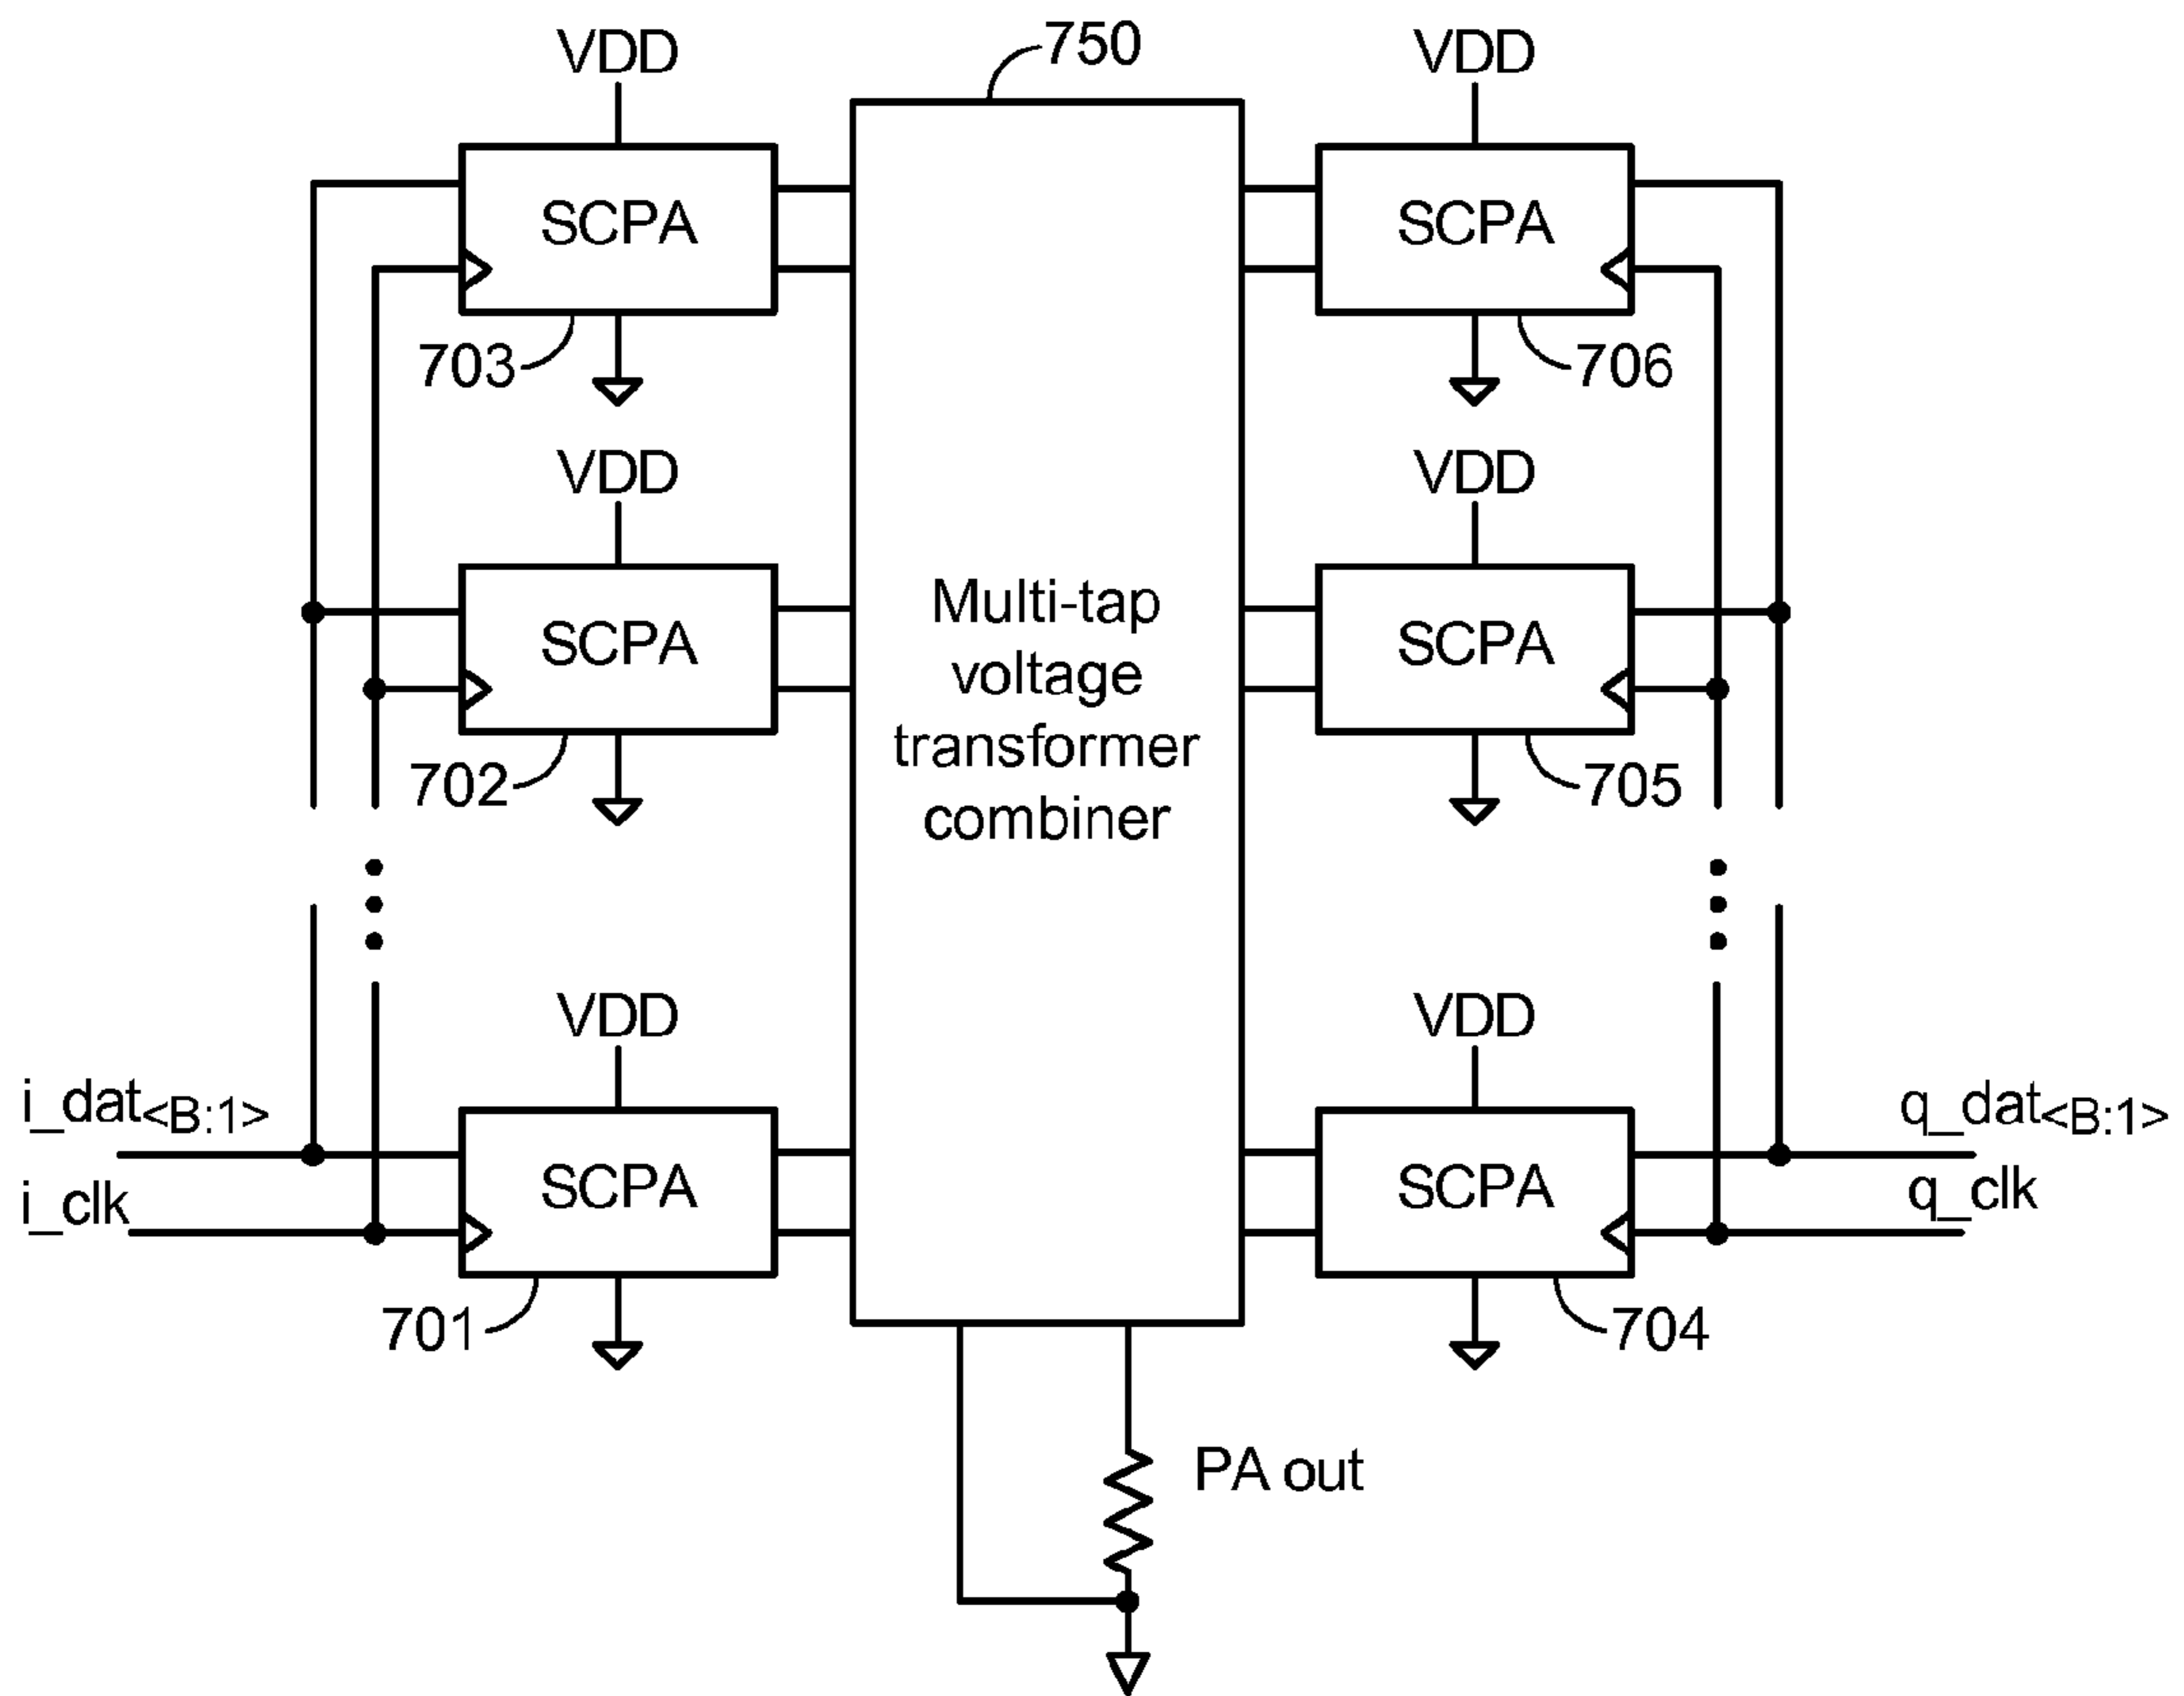 750
VDD
VDD
SCPA
SCPA
703
706
VDD
VDD
SCPA
SCPA
Multi-tap
voltage
transformer
combiner
702
705
VDD
VDD
i_dat<B:1>
q_dat<B:1>
SCPA
SCPA
i_clk
q_clk
701
704
PA out